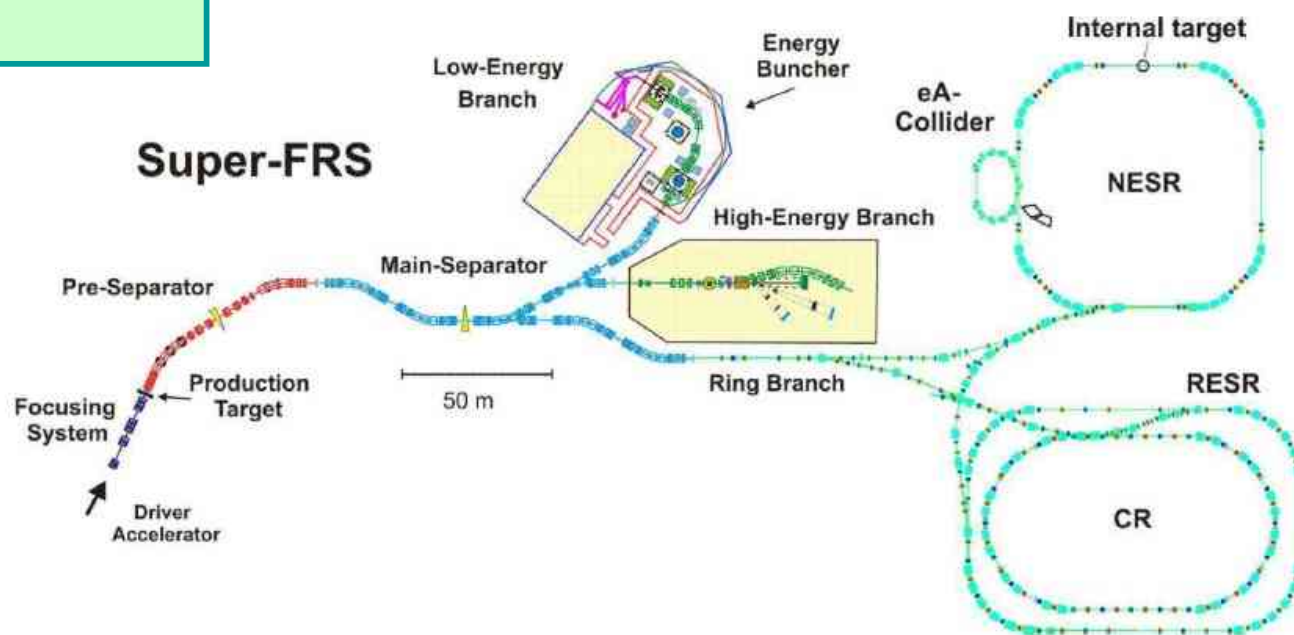 Internal target
Energy
Buncher
Low-Energy
Branch
eA-
Collider
Super-FRS
NESR
High-Energy Branch
Main-Separator
Pre-Separator
Production
Target
50 m
Ring Branch
RESR
Focusing
System
Driver
Accelerator
CR